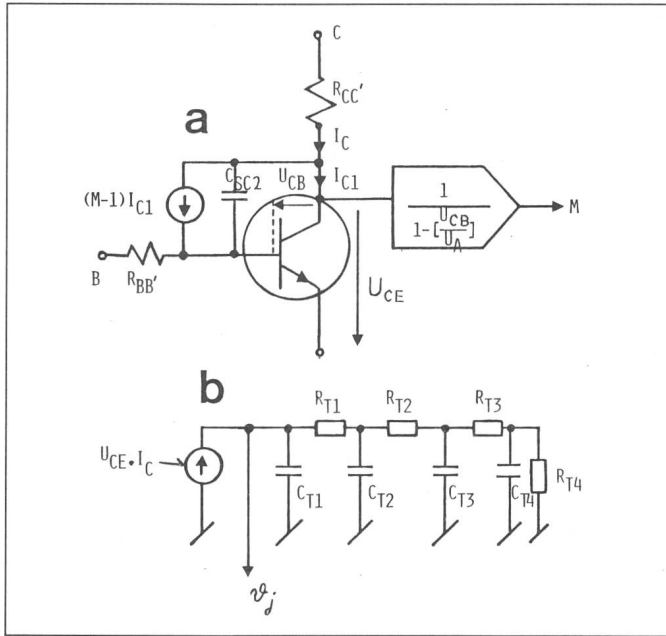 a
C
R_CC'
I_C
C_SC2
U_CB
I_C1
(M-1)I_C1
1
1-[U_CB/U_A]
M
B
R_BB'
U_CE
b
R_T1
R_T2
R_T3
U_CE•I_C
C_T1
C_T2
C_T3
C_T4
R_T4
ϑ_j